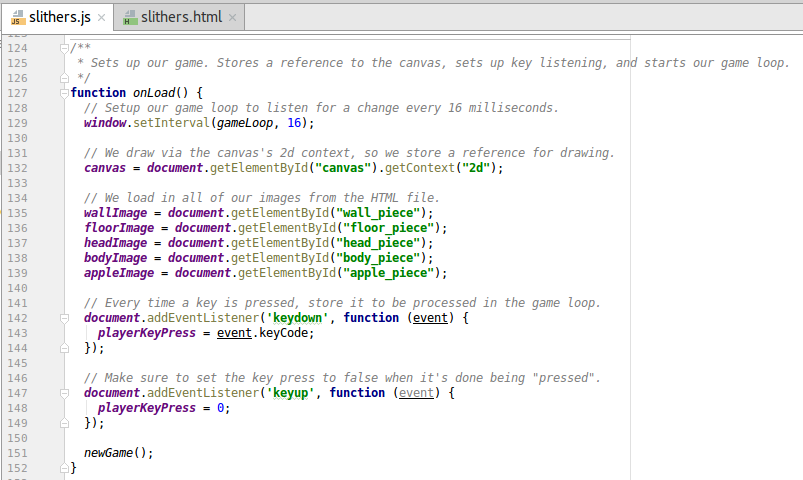 slithers.js slithers.html
124 /**
125 * Sets up our game. Stores a reference to the canvas, sets up key listening, and starts our game loop.
126 */
127 function onLoad() {
128 // Setup our game loop to listen for a change every 16 milliseconds.
129 window.setInterval(gameLoop, 16);
130
131 // We draw via the canvas's 2d context, so we store a reference for drawing.
132 canvas = document.getElementById("canvas").getContext("2d");
133
134 // We load in all of our images from the HTML file.
135 wallImage = document.getElementById("wall_piece");
136 floorImage = document.getElementById("floor_piece");
137 headImage = document.getElementById("head_piece");
138 bodyImage = document.getElementById("body_piece");
139 appleImage = document.getElementById("apple_piece");
140
141 // Every time a key is pressed, store it to be processed in the game loop.
142 document.addEventListener('keydown', function (event) {
143 playerKeyPress = event.keyCode;
144 });
145
146 // Make sure to set the key press to false when it's done being "pressed".
147 document.addEventListener('keyup', function (event) {
148 playerKeyPress = 0;
149 });
150
151 newGame();
152 }